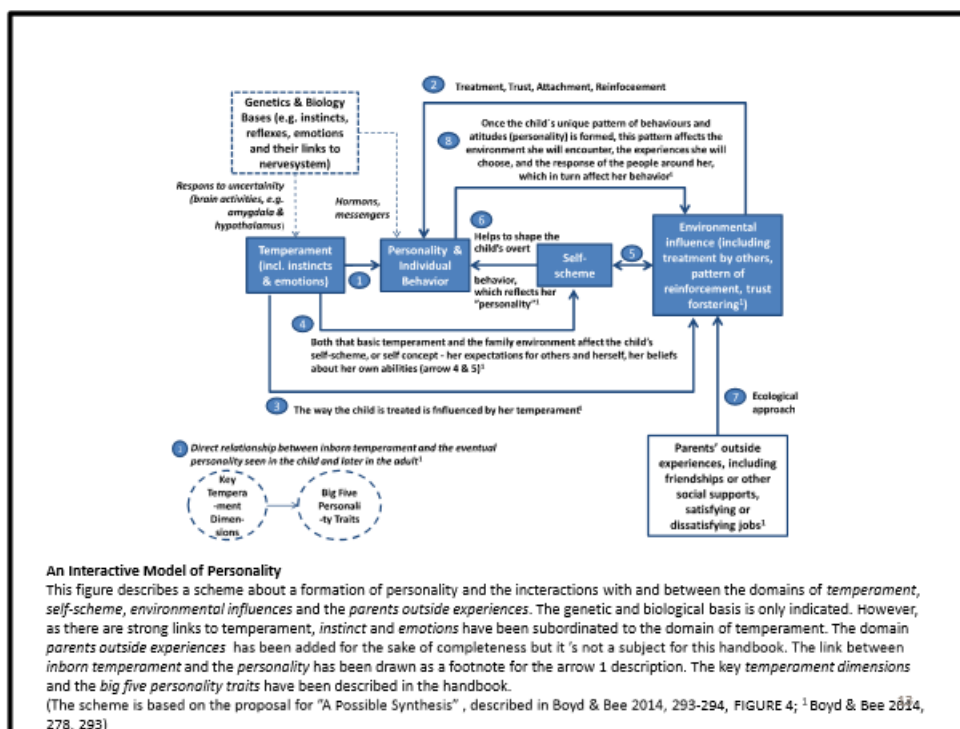 2
Treatment, Trust, Attachment, Reinfoceement
Genetics & Biology
Bases (e.g. instincts,
reflexes, emotions
and their links to
nervesystem)
8
Once the child´s unique pattern of behaviours and
atitudes (personality) is formed, this pattern affects the
environment she will encounter, the experiences she will
choose, and the response of the people around her,
which in turn affect her behavior
Respons to uncertainity
(brain activities, e.g.
amygdala &
hypothalamus)
Hormons,
messengers
6
Helps to shape the
child's overt
behavior,
which reflects her
"personality"¹
Temperament
(incl. instincts
& emotions)
1
Personality &
Individual
Behavior
Self-
scheme
5
Environmental
influence (including
treatment by others,
pattern of
reinforcement, trust
forstering¹)
4
Both that basic temperament and the family environment affect the child's
self-scheme, or self concept - her expectations for others and herself, her beliefs
about her own abilities (arrow 4 & 5)¹
3
The way the child is treated is fnifluenced by her temperament¹
7
Ecological
approach
1
Direct relationship between inborn temperament and the eventual
personality seen in the child and later in the adult¹
Key
Tempera
-ment
Dimen-
sions
Big Five
Personali
-ty Traits
Parents' outside
experiences, including
friendships or other
social supports,
satisfying or
dissatisfying jobs¹
An Interactive Model of Personality
This figure describes a scheme about a formation of personality and the incteractions with and between the domains of temperament,
self-scheme, environmental influences and the parents outside experiences. The genetic and biological basis is only indicated. However,
as there are strong links to temperament, instinct and emotions have been subordinated to the domain of temperament. The domain
parents outside experiences has been added for the sake of completeness but it 's not a subject for this handbook. The link between
inborn temperament and the personality has been drawn as a footnote for the arrow 1 description. The key temperament dimensions
and the big five personality traits have been described in the handbook.
(The scheme is based on the proposal for "A Possible Synthesis" , described in Boyd & Bee 2014, 293-294, FIGURE 4; ¹ Boyd & Bee 2014,
278, 293)